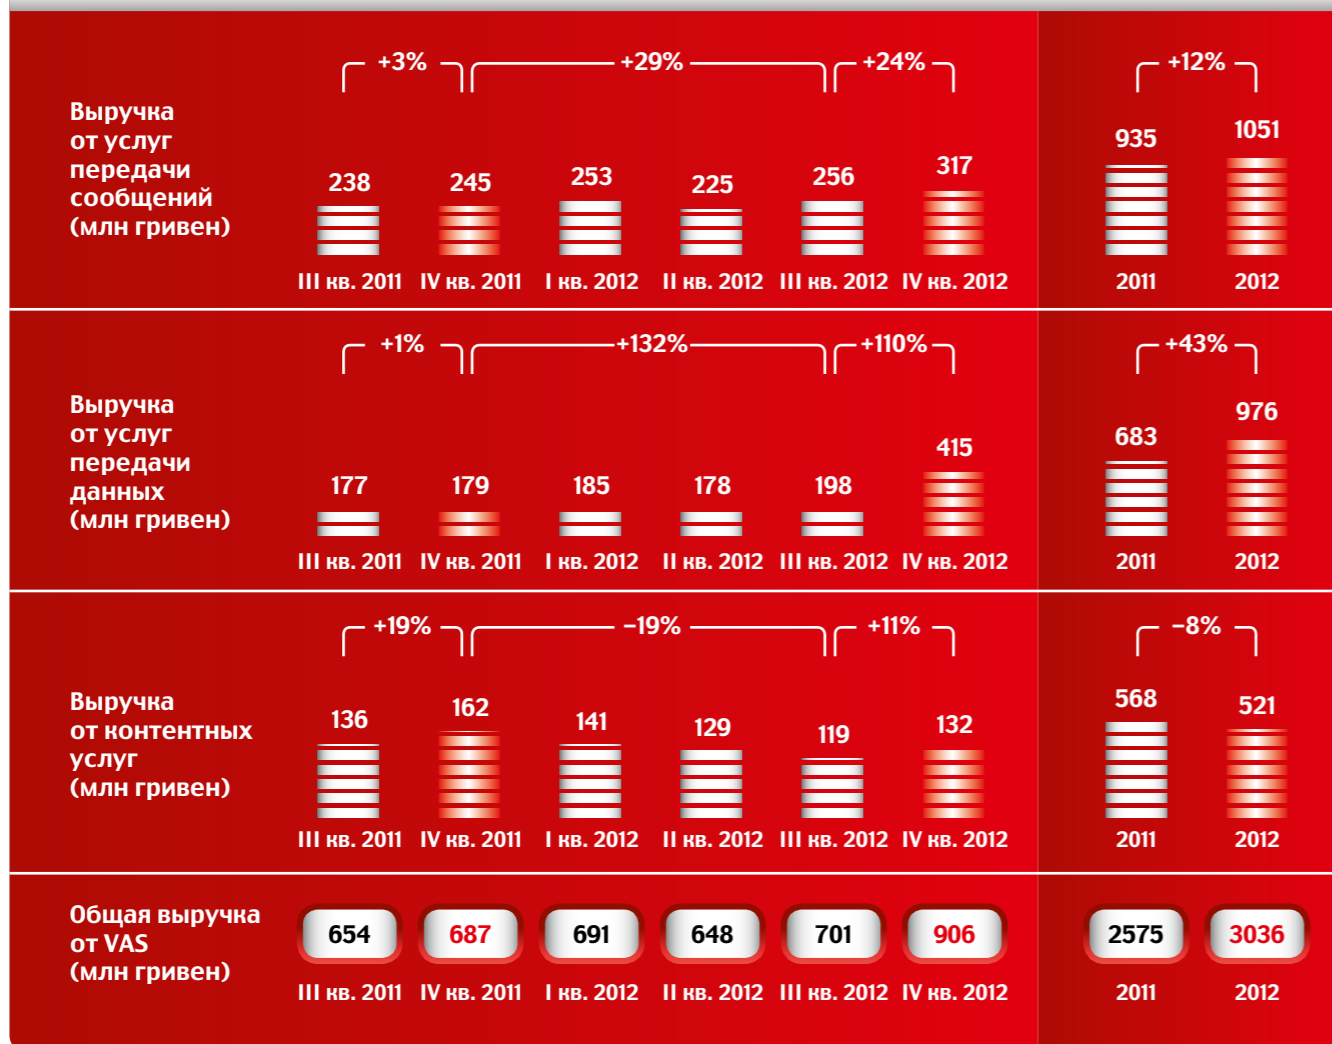 +3%
+29%
+24%
+12%
Выручка
от услуг
передачи
сообщений
(млн гривен)
238
245
253
225
256
317
935
1051
III кв. 2011
IV кв. 2011
I кв. 2012
II кв. 2012
III кв. 2012
IV кв. 2012
2011
2012
+1%
+132%
+110%
+43%
Выручка
от услуг
передачи
данных
(млн гривен)
177
179
185
178
198
415
683
976
III кв. 2011
IV кв. 2011
I кв. 2012
II кв. 2012
III кв. 2012
IV кв. 2012
2011
2012
+19%
−19%
+11%
−8%
Выручка
от контентных
услуг
(млн гривен)
136
162
141
129
119
132
568
521
III кв. 2011
IV кв. 2011
I кв. 2012
II кв. 2012
III кв. 2012
IV кв. 2012
2011
2012
Общая выручка
от VAS
(млн гривен)
654
687
691
648
701
906
2575
3036
III кв. 2011
IV кв. 2011
I кв. 2012
II кв. 2012
III кв. 2012
IV кв. 2012
2011
2012